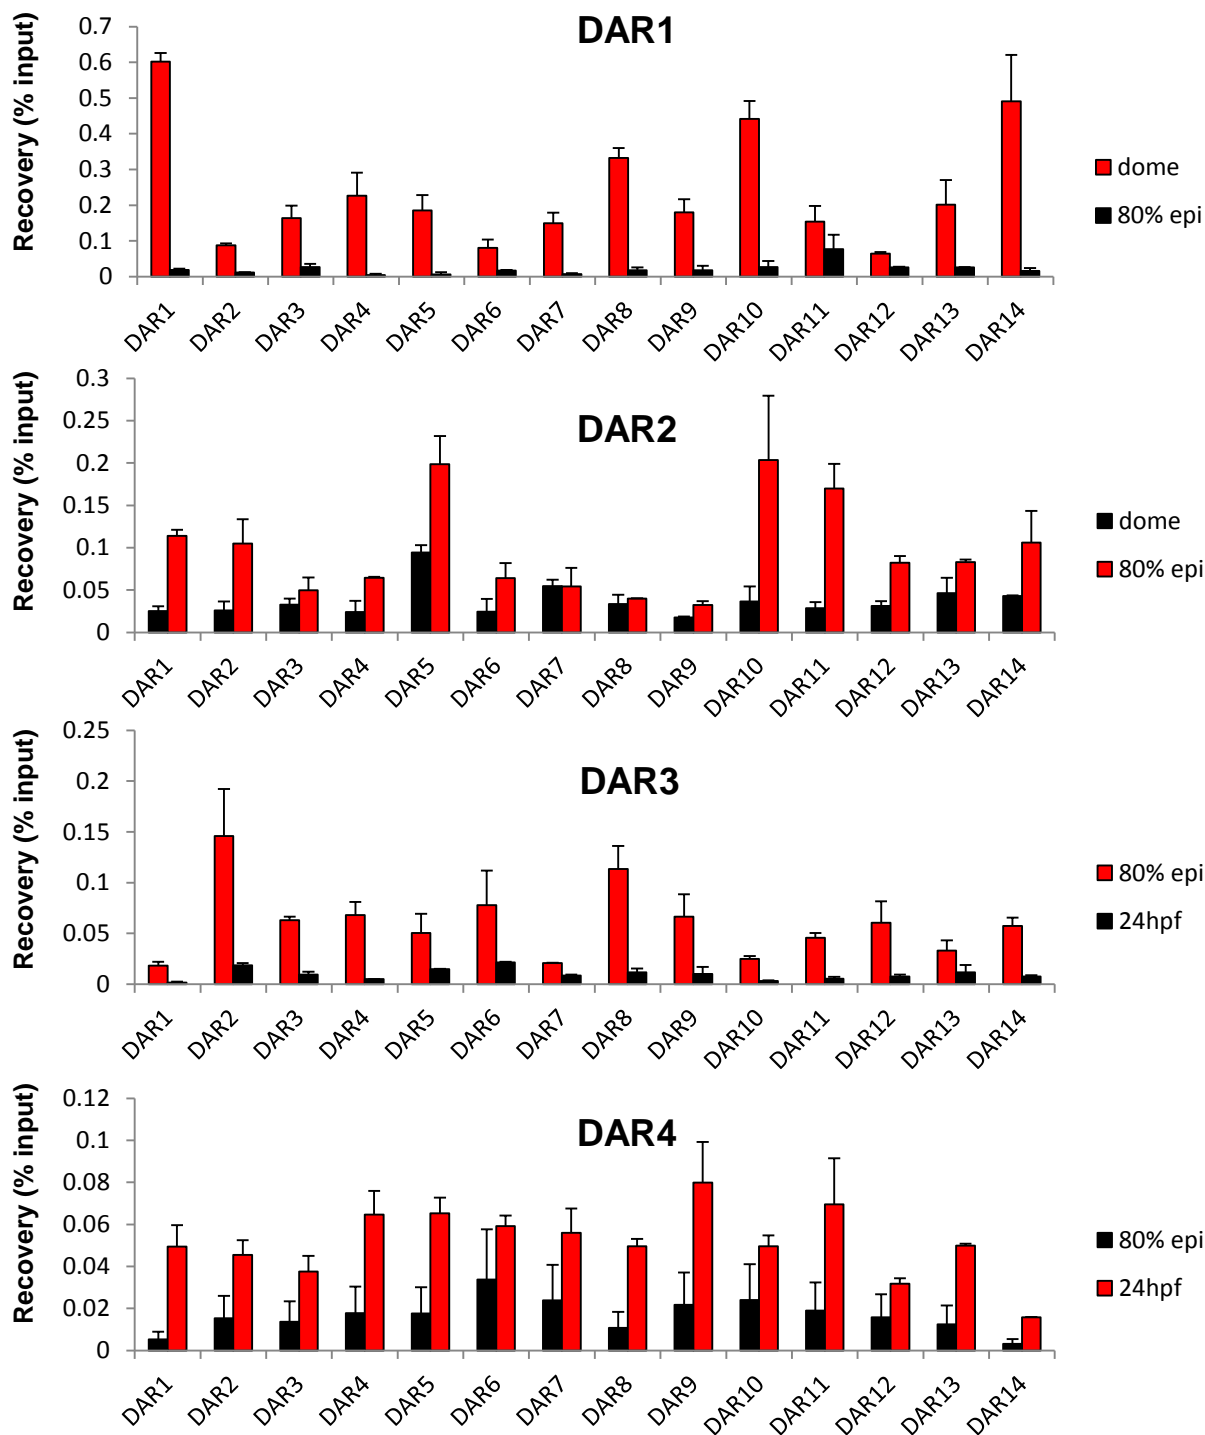 DAR1
Recovery (% input)
0.7
0.6
0.5
0.4
0.3
0.2
0.1
0
DAR1 DAR2 DAR3 DAR4 DAR5 DAR6 DAR7 DAR8 DAR9 DAR10 DAR11 DAR12 DAR13 DAR14
dome
80% epi
DAR2
Recovery (% input)
0.3
0.25
0.2
0.15
0.1
0.05
0
DAR1 DAR2 DAR3 DAR4 DAR5 DAR6 DAR7 DAR8 DAR9 DAR10 DAR11 DAR12 DAR13 DAR14
dome
80% epi
DAR3
Recovery (% input)
0.25
0.2
0.15
0.1
0.05
0
DAR1 DAR2 DAR3 DAR4 DAR5 DAR6 DAR7 DAR8 DAR9 DAR10 DAR11 DAR12 DAR13 DAR14
80% epi
24hpf
DAR4
Recovery (% input)
0.12
0.1
0.08
0.06
0.04
0.02
0
DAR1 DAR2 DAR3 DAR4 DAR5 DAR6 DAR7 DAR8 DAR9 DAR10 DAR11 DAR12 DAR13 DAR14
80% epi
24hpf